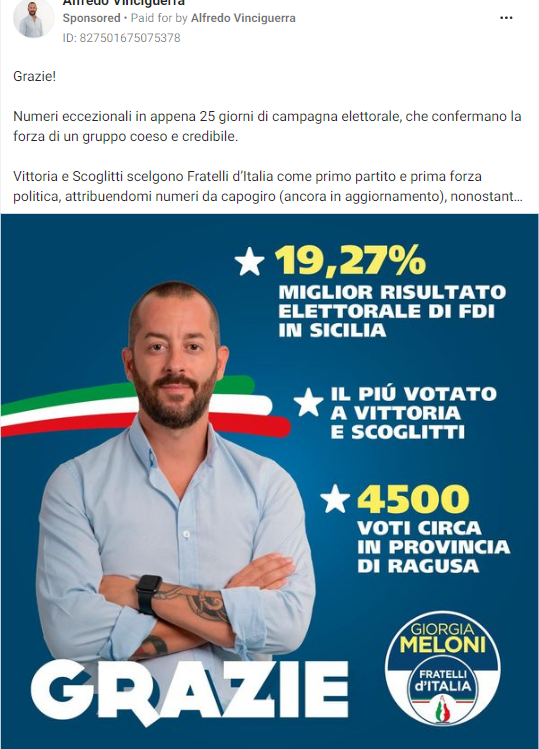 Alfredo Vinciguerra
Sponsored • Paid for by Alfredo Vinciguerra
ID: 827501675075378
Grazie!
Numeri eccezionali in appena 25 giorni di campagna elettorale, che confermano la
forza di un gruppo coeso e credibile.
Vittoria e Scoglitti scelgono Fratelli d'Italia come primo partito e prima forza
politica, attribuendomi numeri da capogiro (ancora in aggiornamento), nonostant...
19,27%
MIGLIOR RISULTATO
ELETTORALE DI FDI
IN SICILIA
IL PIÚ VOTATO
A VITTORIA
E SCOGLITTI
4500
VOTI CIRCA
IN PROVINCIA
DI RAGUSA
GRAZIE
GIORGIA
MELONI
FRATELLI
d'ITALIA